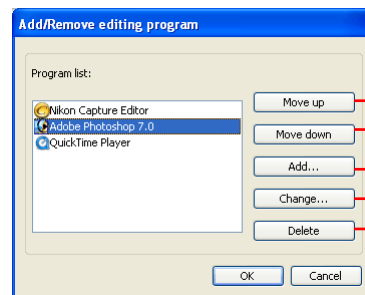 Add/Remove editing program
Program list:
Nikon Capture Editor
Adobe Photoshop 7.0
QuickTime Player
Move up
Move down
Add...
Change...
Delete
OK
Cancel